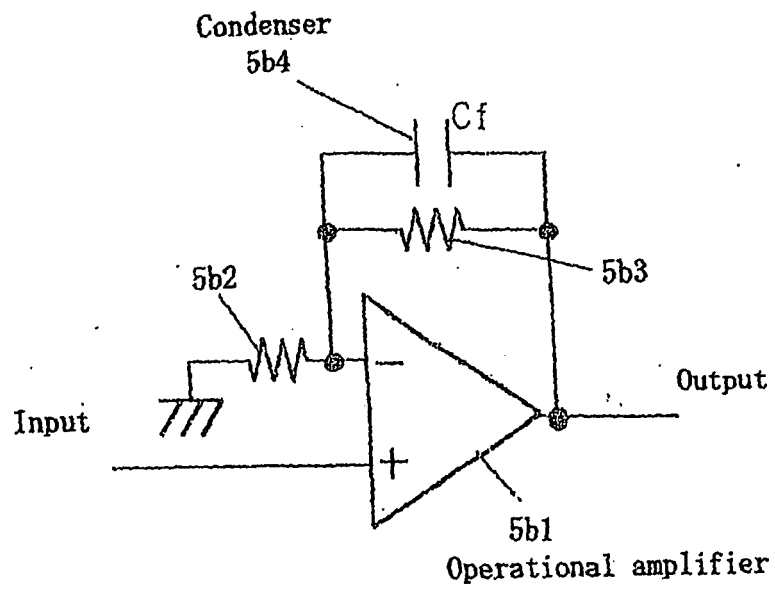 Condenser
5b4
Cf
5b3
5b2
−
Output
Input
+
5b1
Operational amplifier